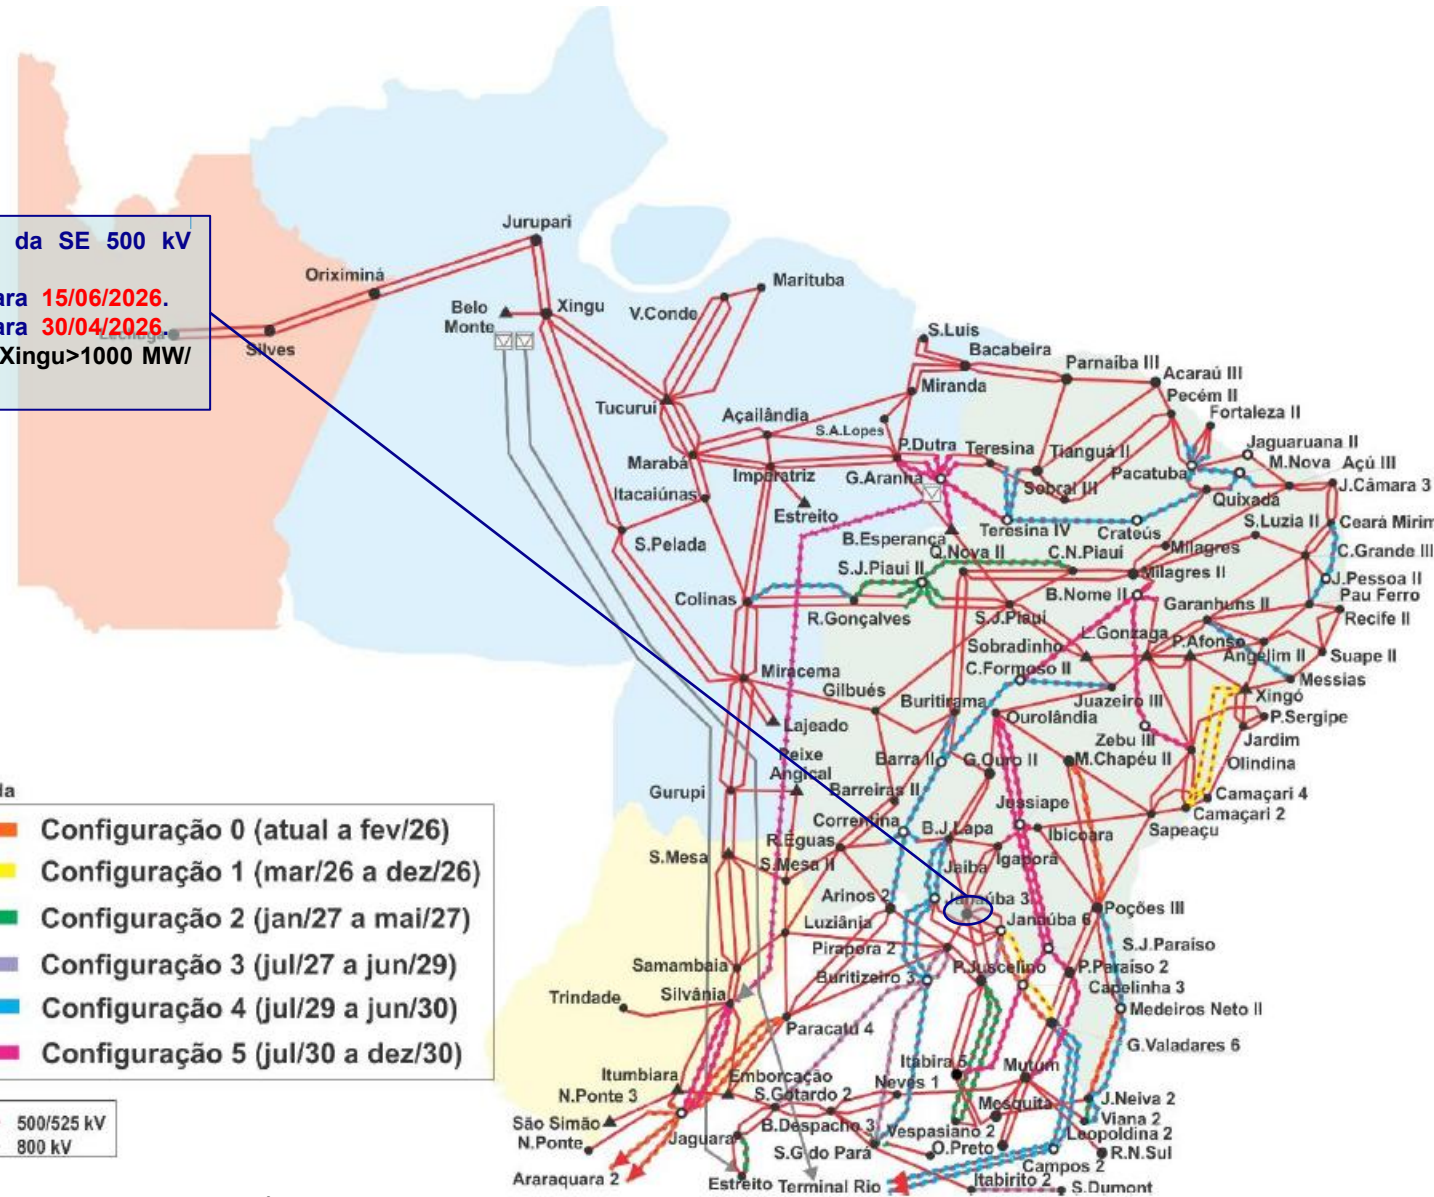 da SE 500 kV
ara 15/06/2026.
ara 30/04/2026.
Xingu>1000 MW/
Lechuga
Silves
Oriximiná
Jurupari
Belo
Monte
Xingu
V.Conde
Marituba
Tucuruí
Açailândia
S.Luis
Bacabeira
Miranda
Parnaíba III
Acaraú III
Pecém II
Fortaleza II
S.A.Lopes
P.Dutra
Teresina
Tianguá II
Jaguaruana II
Pacatuba
M.Nova
Açú III
Marabá
Imperatriz
G.Aranha
Sobral III
Quixadá
J.Câmara 3
Itacaiúnas
Estreito
Teresina IV
Crateús
S.Luzia II
Ceará Mirim
S.Pelada
B.Esperança
Q.Nova II
C.N.Piauí
Milagres
C.Grande III
S.J.Piauí II
Milagres II
J.Pessoa II
Colinas
R.Gonçalves
S.J.Piauí
B.Nome II
Garanhuns II
Pau Ferro
Recife II
Sobradinho
L.Gonzaga
P.Afonso
Angelim II
Suape II
Miracema
C.Formoso II
Messias
Gilbués
Buritirama
Juazeiro III
Xingó
Lajeado
Ourolândia
P.Sergipe
Zebu III
Jardim
Peixe
Angical
Barra II
G.Ouro II
M.Chapéu II
Olindina
Gurupi
Barreiras II
Jussiape
Camaçari 4
Camaçari 2
Correntina
B.J.Lapa
Ibicoara
Sapeaçu
R.Éguas
S.Mesa
S.Mesa II
Jaíba
Igaporã
Arinos 2
Janaúba 3
Poções III
Luziânia
Janaúba 6
Pirapora 2
S.J.Paraíso
Samambaia
Buritizeiro 3
P.Juscelino
P.Paraíso 2
Trindade
Silvânia
Capelinha 3
Medeiros Neto II
Paracatu 4
G.Valadares 6
Itabira 5
Mutum
Itumbiara
Emborcação
Neves 1
N.Ponte 3
S.Gotardo 2
Mesquita
J.Neiva 2
São Simão
B.Despacho 3
Vespasiano 2
Viana 2
N.Ponte
Jaguara
Leopoldina 2
S.G.do Pará
O.Preto
R.N.Sul
Araraquara 2
Estreito
Terminal Rio
Campos 2
Itabirito 2
S.Dumont
da
Configuração 0 (atual a fev/26)
Configuração 1 (mar/26 a dez/26)
Configuração 2 (jan/27 a mai/27)
Configuração 3 (jul/27 a jun/29)
Configuração 4 (jul/29 a jun/30)
Configuração 5 (jul/30 a dez/30)
500/525 kV
800 kV